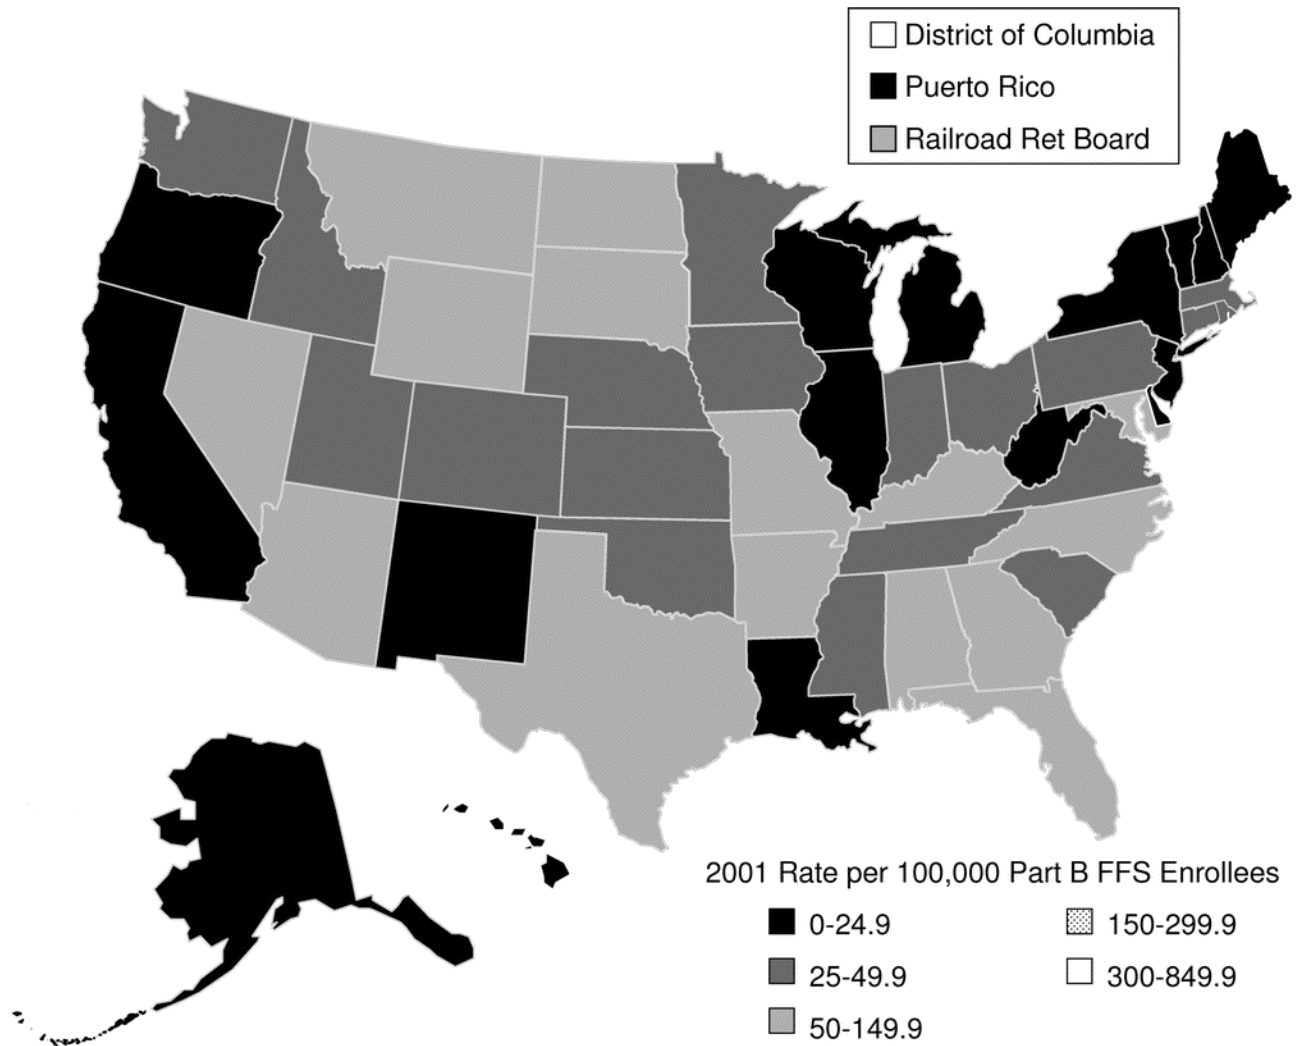 District of Columbia
Puerto Rico
Railroad Ret Board
2001 Rate per 100,000 Part B FFS Enrollees
0-24.9
150-299.9
25-49.9
300-849.9
50-149.9